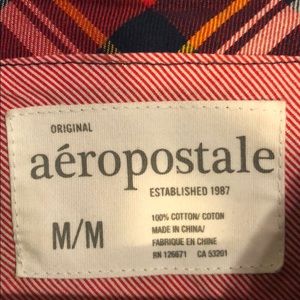 ORIGINAL
aéropostale
ESTABLISHED 1987
M/M
100% COTTON/ COTON
MADE IN CHINA/
FABRIQUE EN CHINE
RN 126671 CA 53201